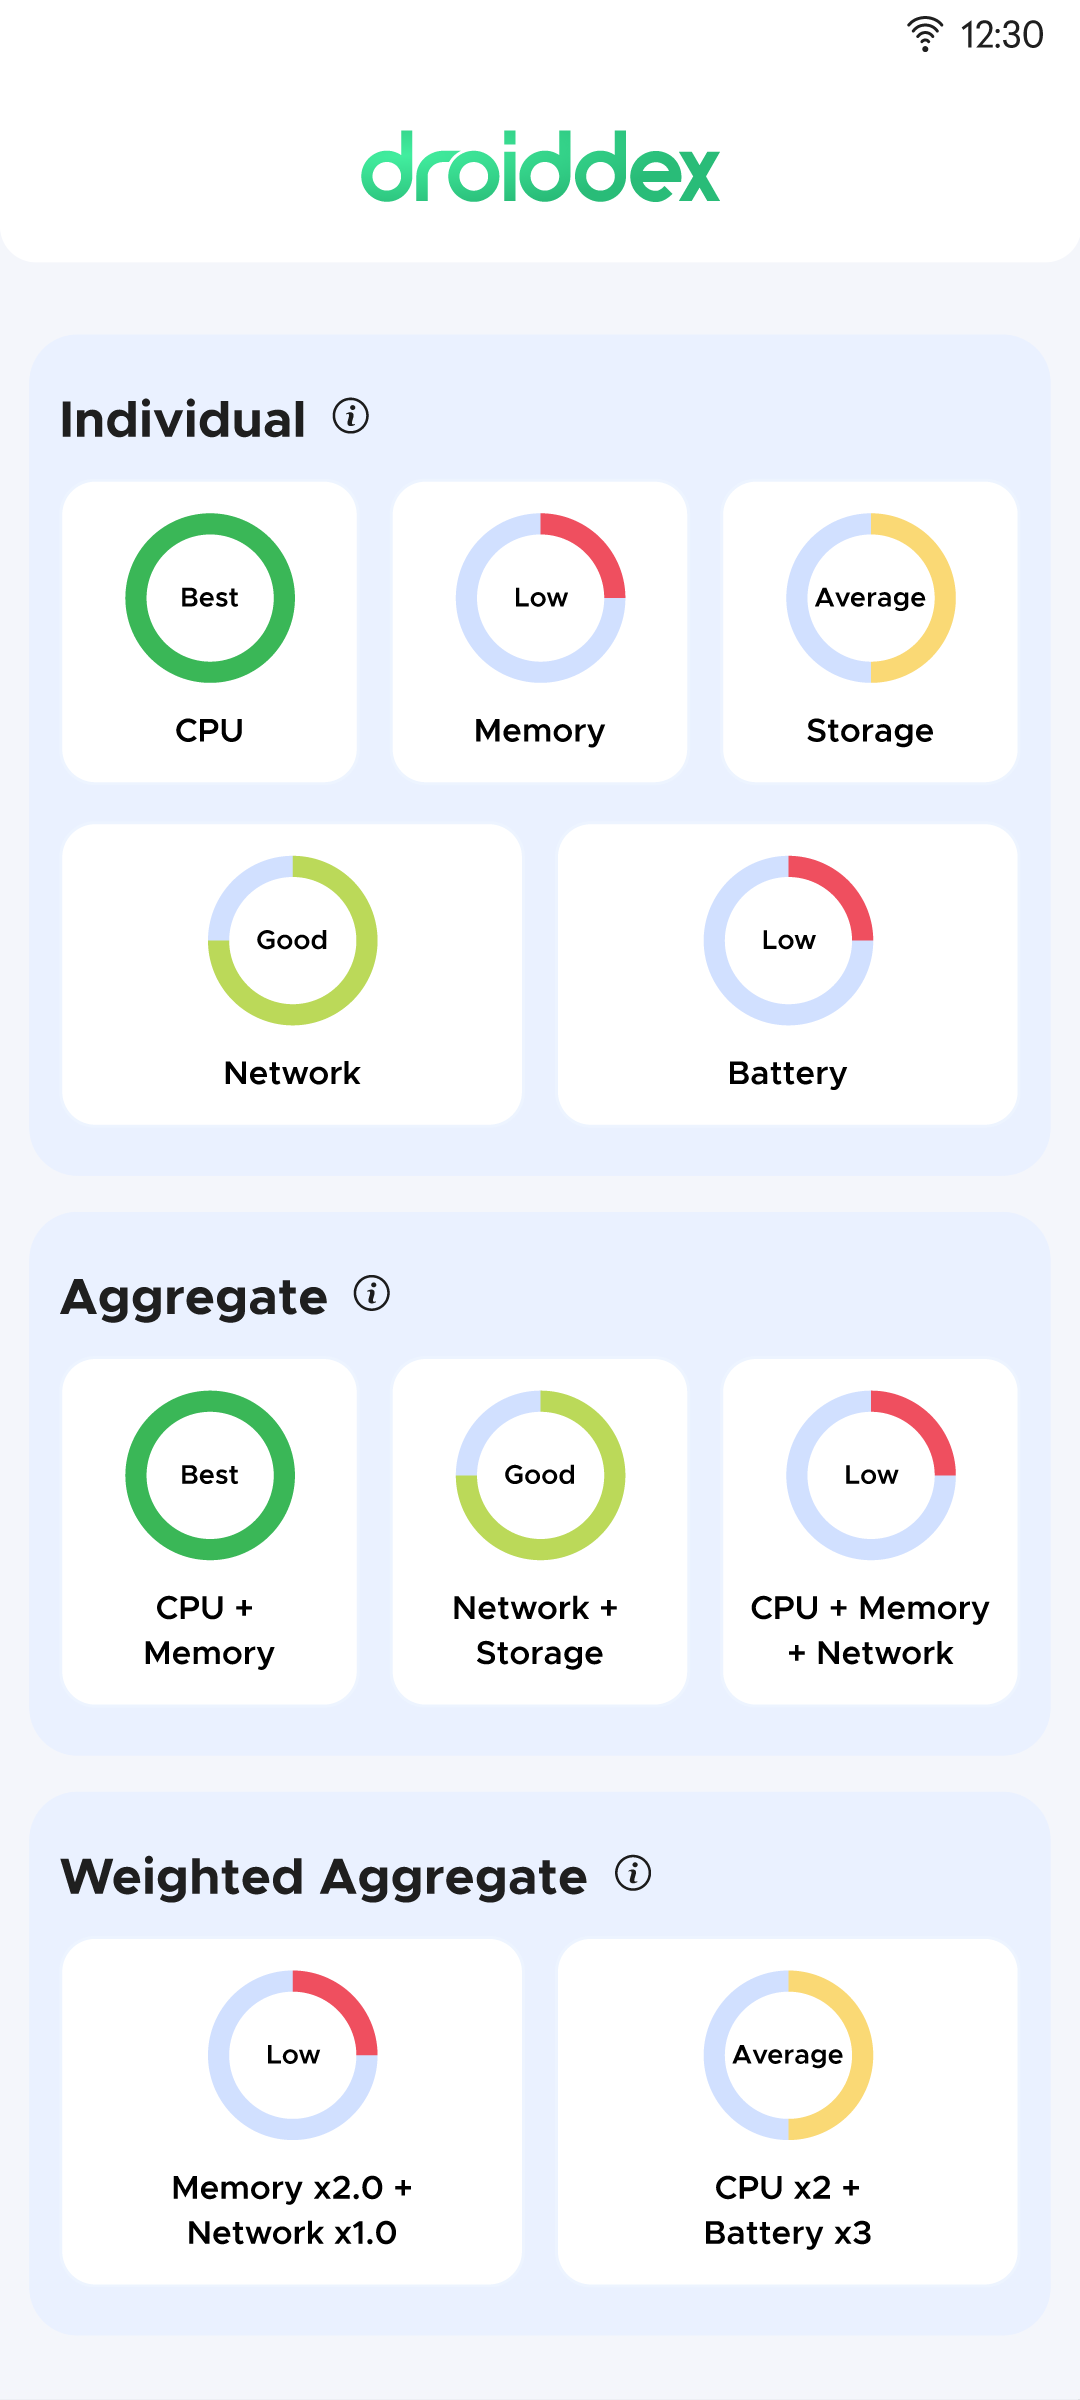 12:30
droiddex
Individual
Best
Low
Average
CPU
Memory
Storage
Good
Low
Network
Battery
Aggregate
Best
Good
Low
CPU +
Memory
Network +
Storage
CPU + Memory
+ Network
Weighted Aggregate
Low
Average
Memory x2.0 +
Network x1.0
CPU x2 +
Battery x3